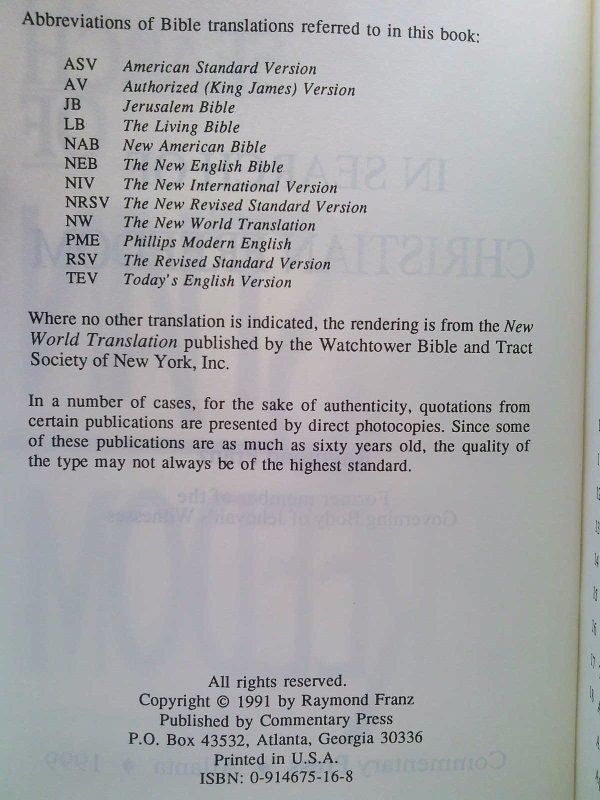 Abbreviations of Bible translations referred to in this book:
ASV American Standard Version
AV Authorized (King James) Version
JB Jerusalem Bible
LB The Living Bible
NAB New American Bible
NEB The New English Bible
NIV The New International Version
NRSV The New Revised Standard Version
NW The New World Translation
PME Phillips Modern English
RSV The Revised Standard Version
TEV Today's English Version
Where no other translation is indicated, the rendering is from the New
World Translation published by the Watchtower Bible and Tract
Society of New York, Inc.
In a number of cases, for the sake of authenticity, quotations from
certain publications are presented by direct photocopies. Since some
of these publications are as much as sixty years old, the quality of
the type may not always be of the highest standard.
All rights reserved.
Copyright © 1991 by Raymond Franz
Published by Commentary Press
P.O. Box 43532, Atlanta, Georgia 30336
Printed in U.S.A.
ISBN: 0-914675-16-8